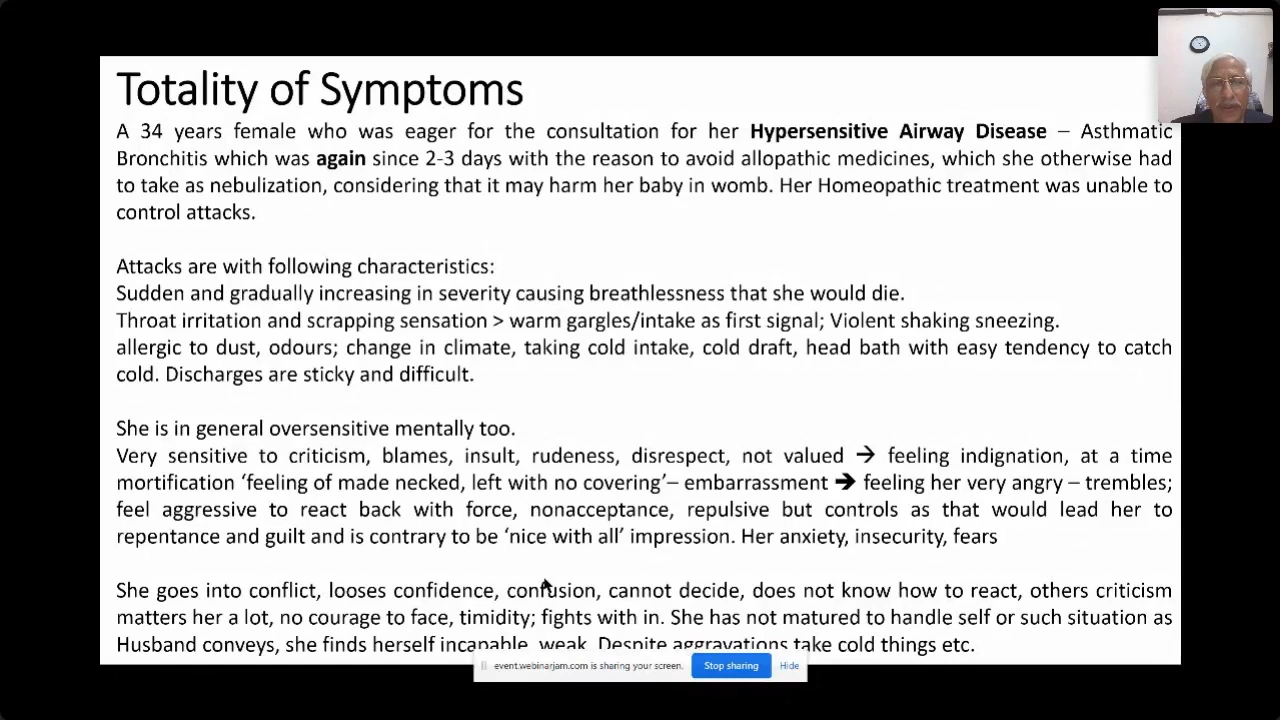 Totality of Symptoms
A 34 years female who was eager for the consultation for her Hypersensitive Airway Disease – Asthmatic
Bronchitis which was again since 2-3 days with the reason to avoid allopathic medicines, which she otherwise had
to take as nebulization, considering that it may harm her baby in womb. Her Homeopathic treatment was unable to
control attacks.
Attacks are with following characteristics:
Sudden and gradually increasing in severity causing breathlessness that she would die.
Throat irritation and scrapping sensation > warm gargles/intake as first signal; Violent shaking sneezing.
allergic to dust, odours; change in climate, taking cold intake, cold draft, head bath with easy tendency to catch
cold. Discharges are sticky and difficult.
She is in general oversensitive mentally too.
Very sensitive to criticism, blames, insult, rudeness, disrespect, not valued → feeling indignation, at a time
mortification ‘feeling of made necked, left with no covering’– embarrassment → feeling her very angry – trembles;
feel aggressive to react back with force, nonacceptance, repulsive but controls as that would lead her to
repentance and guilt and is contrary to be ‘nice with all’ impression. Her anxiety, insecurity, fears
She goes into conflict, looses confidence, confusion, cannot decide, does not know how to react, others criticism
matters her a lot, no courage to face, timidity; fights with in. She has not matured to handle self or such situation as
Husband conveys, she finds herself incapable, weak. Despite aggravations take cold things etc.
event.webinarjam.com is sharing your screen. Stop sharing Hide